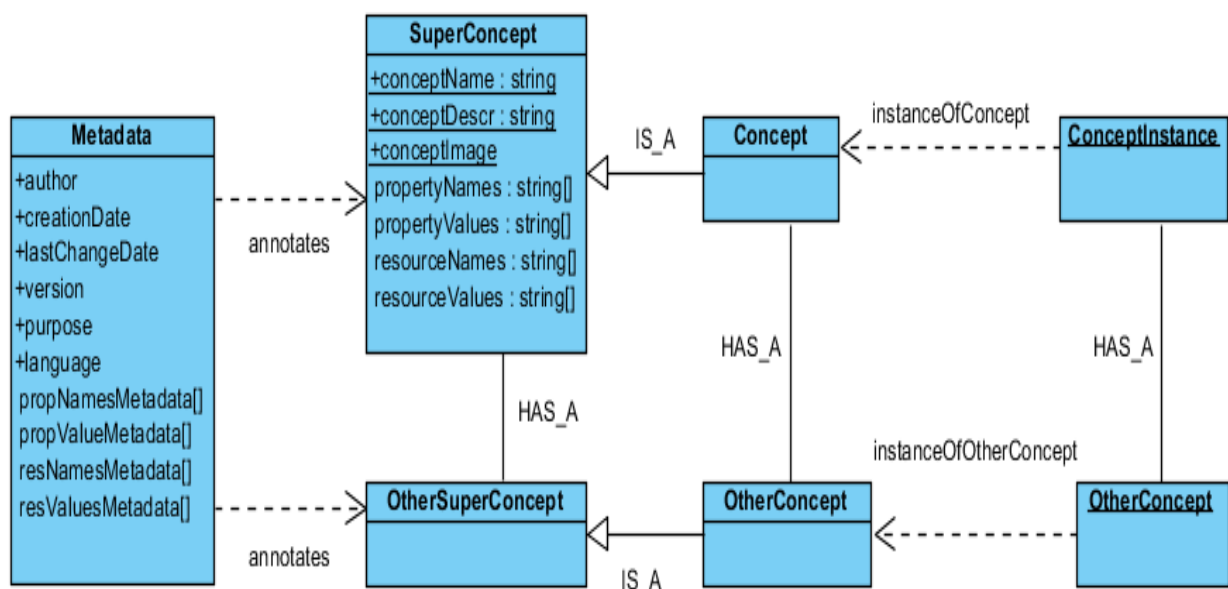 SuperConcept
+conceptName : string
+conceptDescr : string
+conceptImage
propertyNames : string[]
propertyValues : string[]
resourceNames : string[]
resourceValues : string[]
Metadata
+author
+creationDate
+lastChangeDate
+version
+purpose
+language
propNamesMetadata[]
propValueMetadata[]
resNamesMetadata[]
resValuesMetadata[]
annotates
annotates
IS_A
Concept
instanceOfConcept
ConceptInstance
HAS_A
HAS_A
HAS_A
OtherSuperConcept
IS_A
OtherConcept
instanceOfOtherConcept
OtherConcept